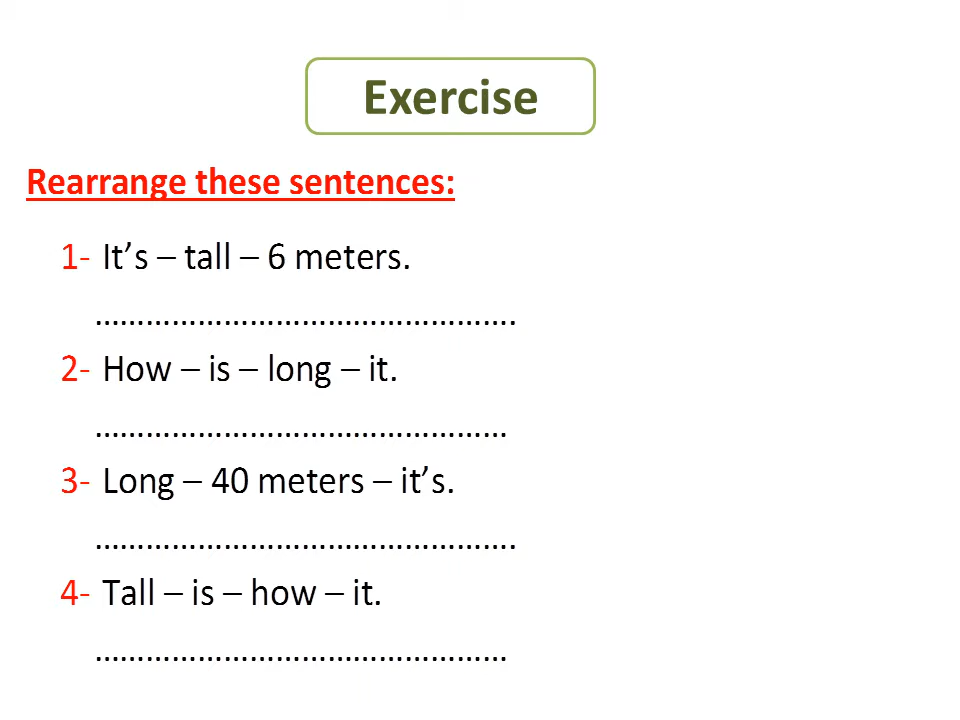 Exercise
Rearrange these sentences:
1- It’s – tall – 6 meters.
……………………………………….
2- How – is – long – it.
………………………………………
3- Long – 40 meters – it’s.
……………………………………….
4- Tall – is – how – it.
………………………………………